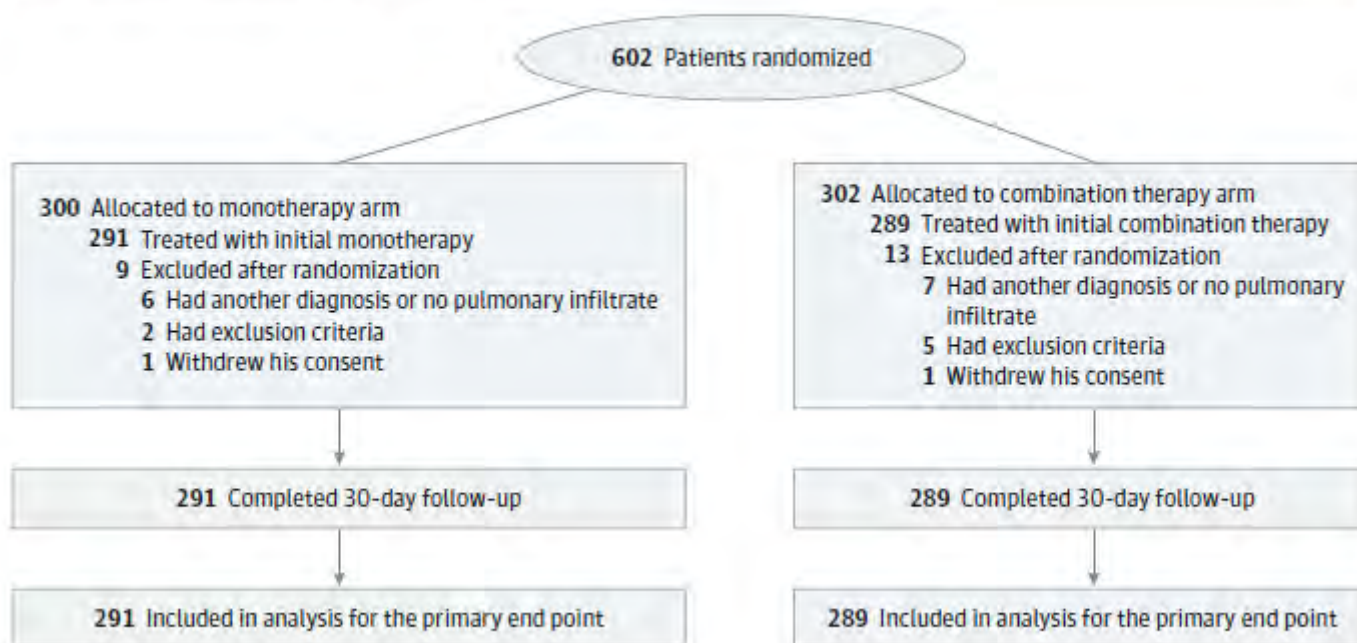 602 Patients randomized
300 Allocated to monotherapy arm
291 Treated with initial monotherapy
9 Excluded after randomization
6 Had another diagnosis or no pulmonary infiltrate
2 Had exclusion criteria
1 Withdrew his consent
302 Allocated to combination therapy arm
289 Treated with initial combination therapy
13 Excluded after randomization
7 Had another diagnosis or no pulmonary
infiltrate
5 Had exclusion criteria
1 Withdrew his consent
291 Completed 30-day follow-up
289 Completed 30-day follow-up
291 Included in analysis for the primary end point
289 Included in analysis for the primary end point